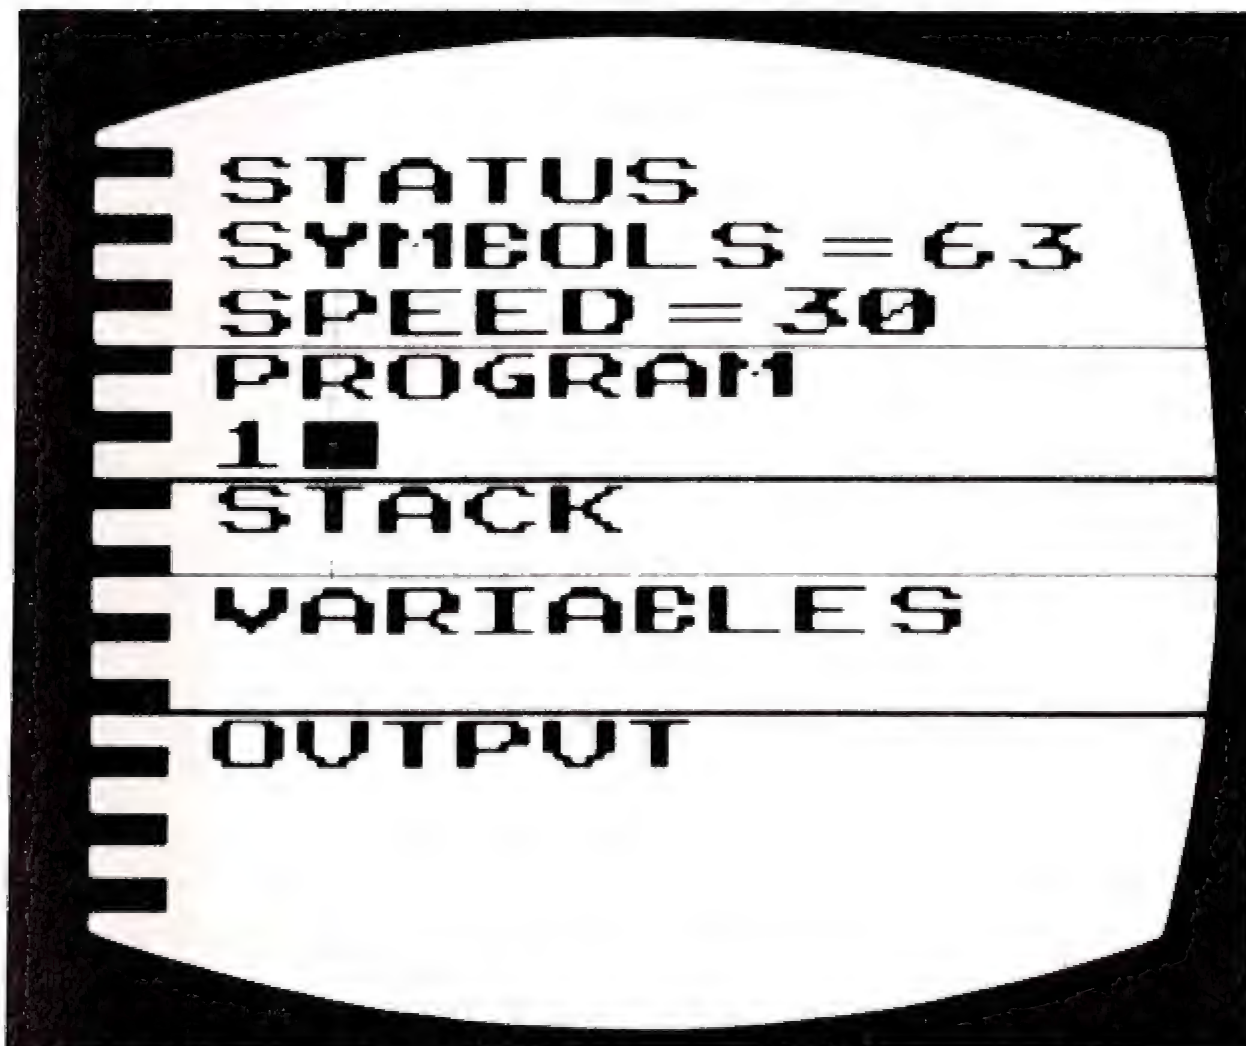 STATUS
SYMBOLS=63
SPEED=30
PROGRAM
1■
STACK
VARIABLES
OUTPUT